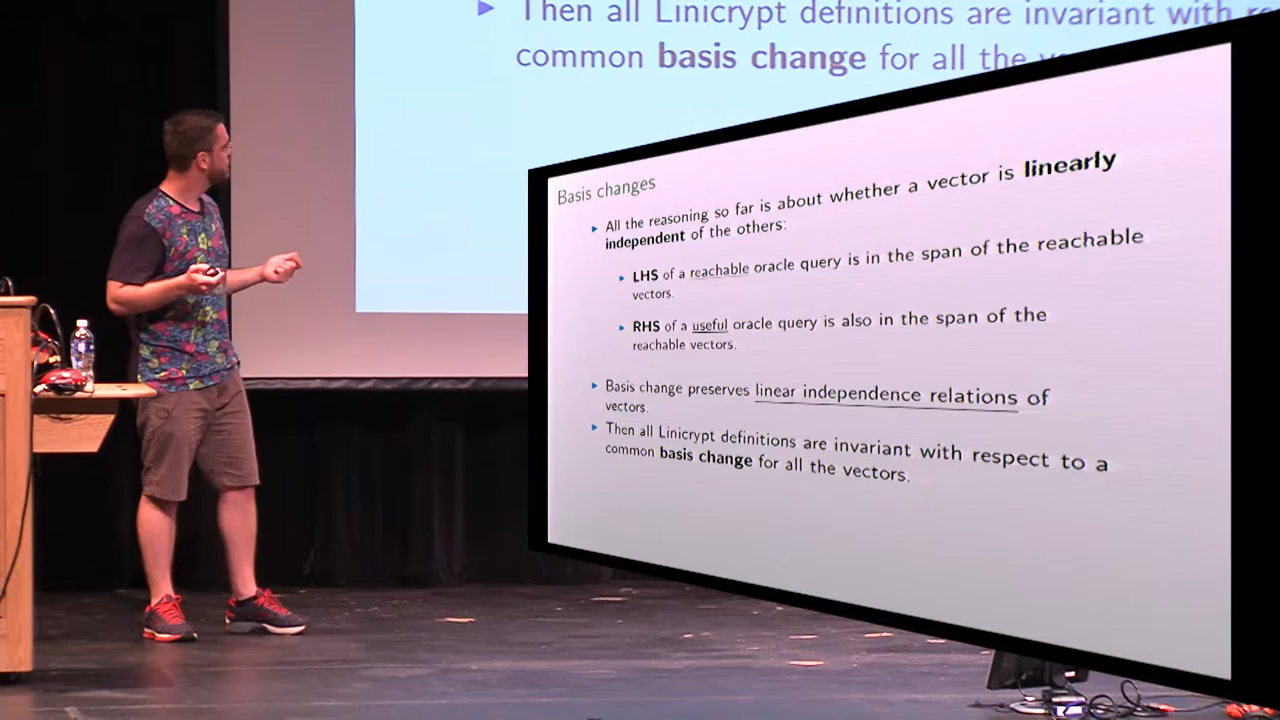 Then all Linicrypt definitions are invariant with
common basis change for all the
Basis changes
▸ All the reasoning so far is about whether a vector is linearly
independent of the others:
▸ LHS of a reachable oracle query is in the span of the reachable
vectors.
▸ RHS of a useful oracle query is also in the span of the
reachable vectors.
▸ Basis change preserves linear independence relations of
vectors.
▸ Then all Linicrypt definitions are invariant with respect to a
common basis change for all the vectors.